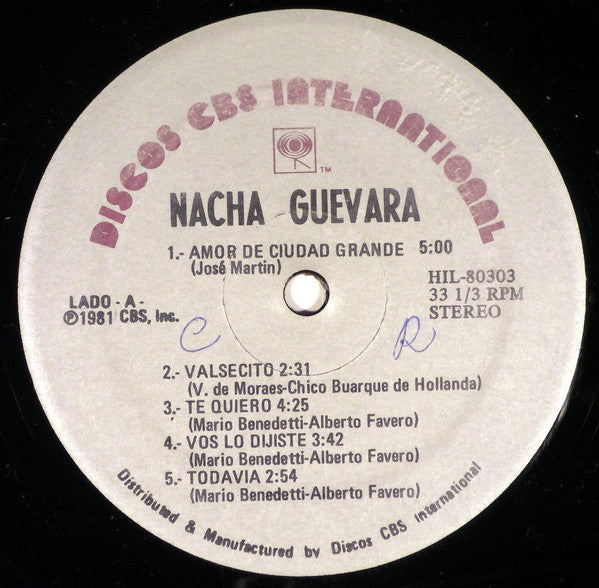 DISCOS CBS INTERNATIONAL
TM
NACHA GUEVARA
1.- AMOR DE CIUDAD GRANDE 5:00
(José Martin)
HIL-80303
33 1/3 RPM
STEREO
LADO - A -
℗1981 CBS, Inc.
C R
2.- VALSECITO 2:31
(V. de Moraes-Chico Buarque de Hollanda)
3.- TE QUIERO 4:25
(Mario Benedetti-Alberto Favero)
4.- VOS LO DIJISTE 3:42
(Mario Benedetti-Alberto Favero)
5.- TODAVIA 2:54
(Mario Benedetti-Alberto Favero)
Distributed & Manufactured by Discos CBS International